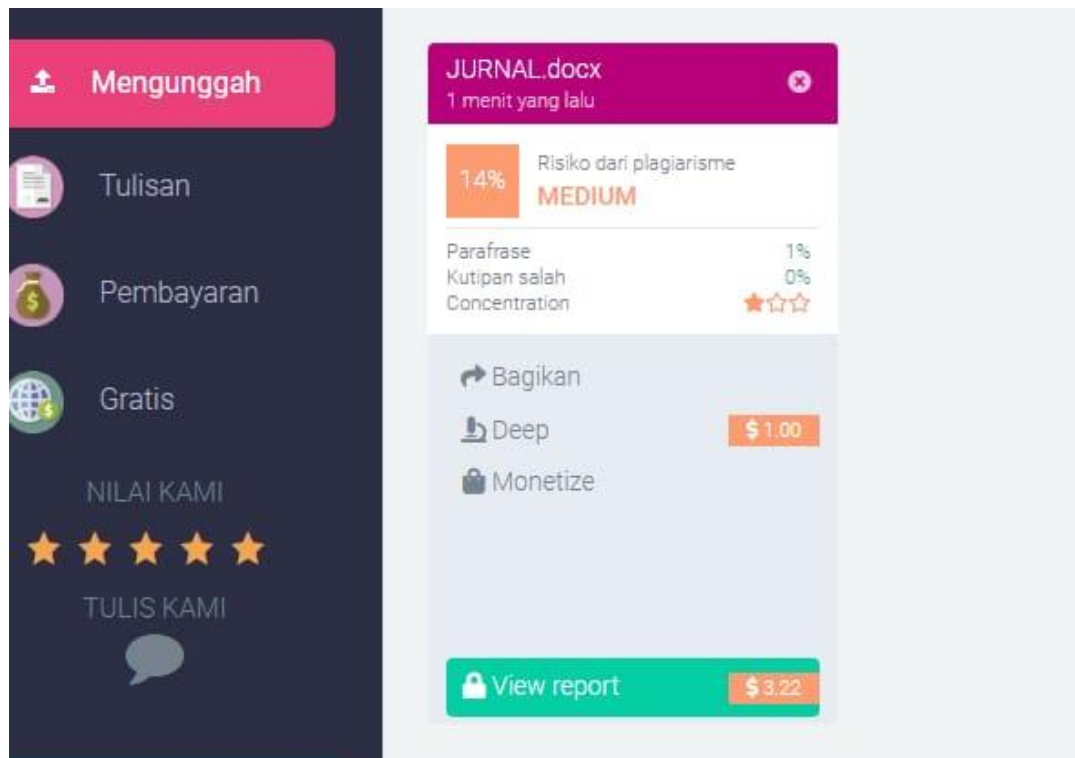 Mengunggah
Tulisan
Pembayaran
Gratis
NILAI KAMI
TULIS KAMI
JURNAL.docx
1 menit yang lalu
14%
Risiko dari plagiarisme
MEDIUM
Parafrase 1%
Kutipan salah 0%
Concentration
Bagikan
Deep $1.00
Monetize
View report $3.22